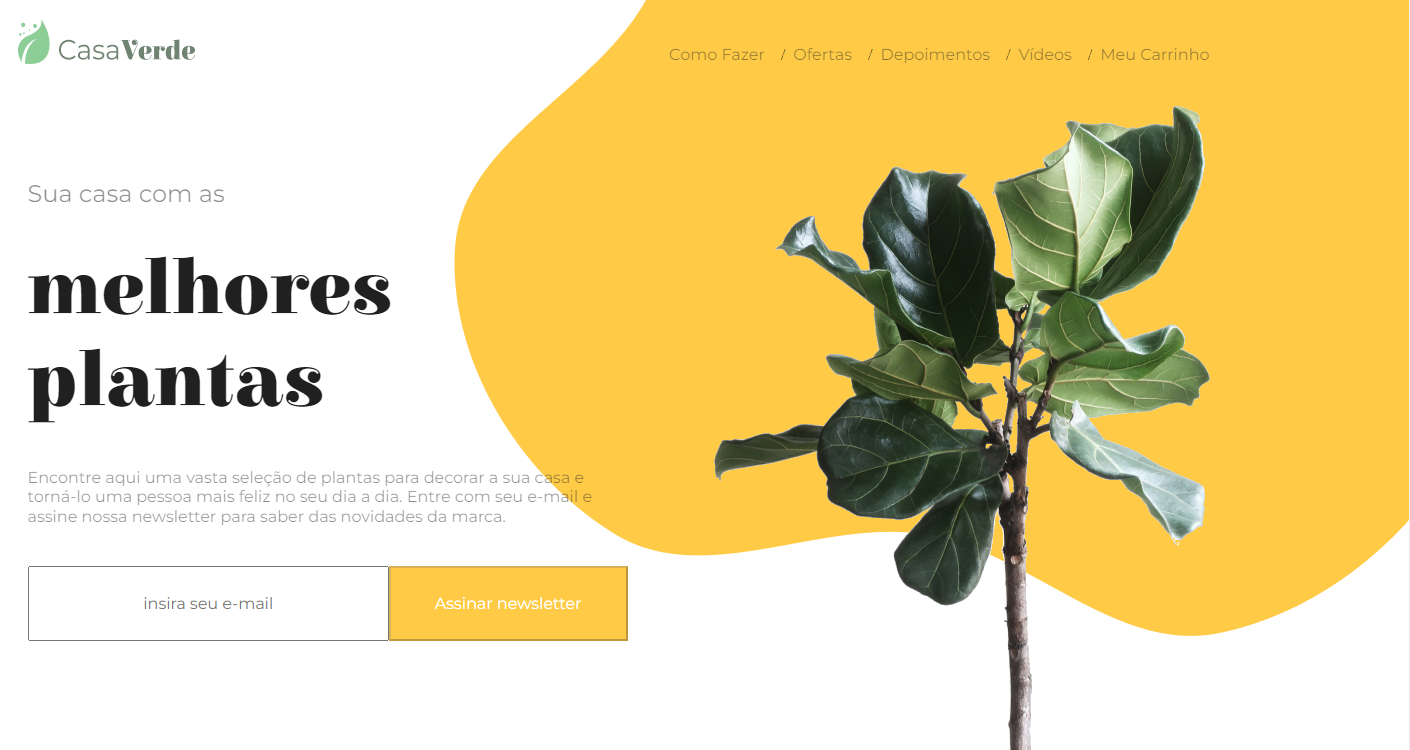 CasaVerde
Como Fazer / Ofertas / Depoimentos / Vídeos / Meu Carrinho
Sua casa com as
melhores
plantas
Encontre aqui uma vasta seleção de plantas para decorar a sua casa e
torná-lo uma pessoa mais feliz no seu dia a dia. Entre com seu e-mail e
assine nossa newsletter para saber das novidades da marca.
insira seu e-mail
Assinar newsletter